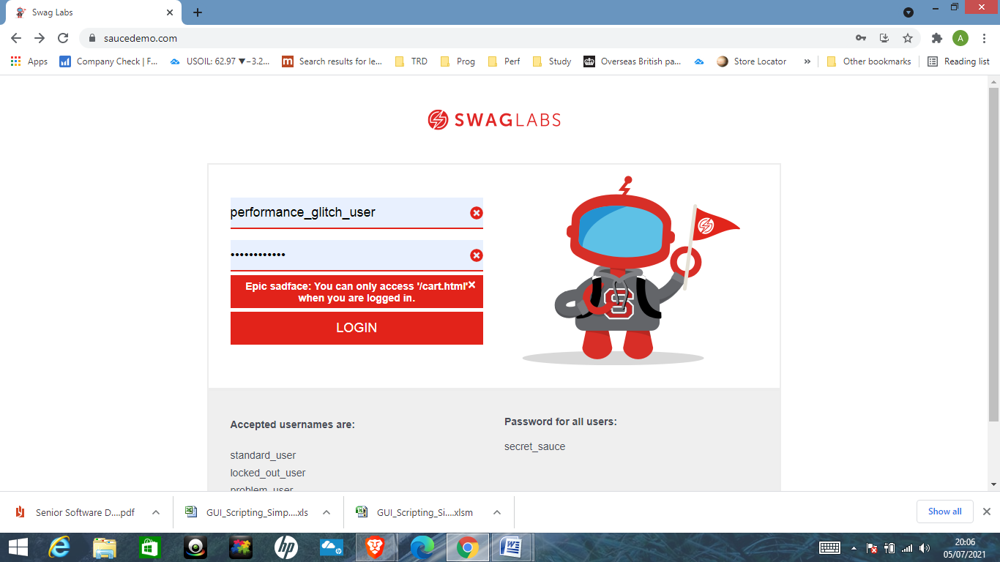 Swag Labs
saucedemo.com
A
Apps
Company Check | F...
USOIL: 62.97 ▼−3.2...
m
Search results for le...
TRD
Prog
Perf
Study
Overseas British pa...
Store Locator
»
Other bookmarks
Reading list
SWAGLABS
performance_glitch_user
••••••••••••
Epic sadface: You can only access '/cart.html'
when you are logged in.
LOGIN
S
Accepted usernames are:
standard_user
locked_out_user
problem_user
Password for all users:
secret_sauce
Senior Software D....pdf
GUI_Scripting_Simp....xls
GUI_Scripting_Si....xlsm
Show all
hp
W
20:06
05/07/2021